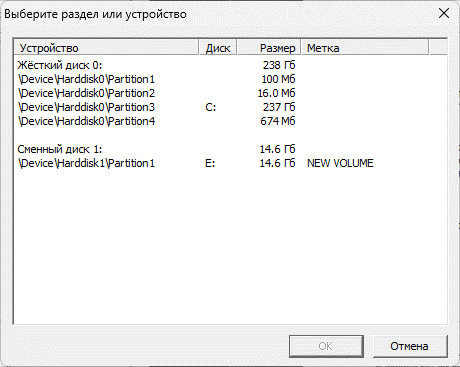 Выберите раздел или устройство
Устройство Диск Размер Метка
Жёсткий диск 0: 238 Гб
\Device\Harddisk0\Partition1 100 Мб
\Device\Harddisk0\Partition2 16.0 Мб
\Device\Harddisk0\Partition3 C: 237 Гб
\Device\Harddisk0\Partition4 674 Мб
Сменный диск 1: 14.6 Гб
\Device\Harddisk1\Partition1 E: 14.6 Гб NEW VOLUME
OK Отмена